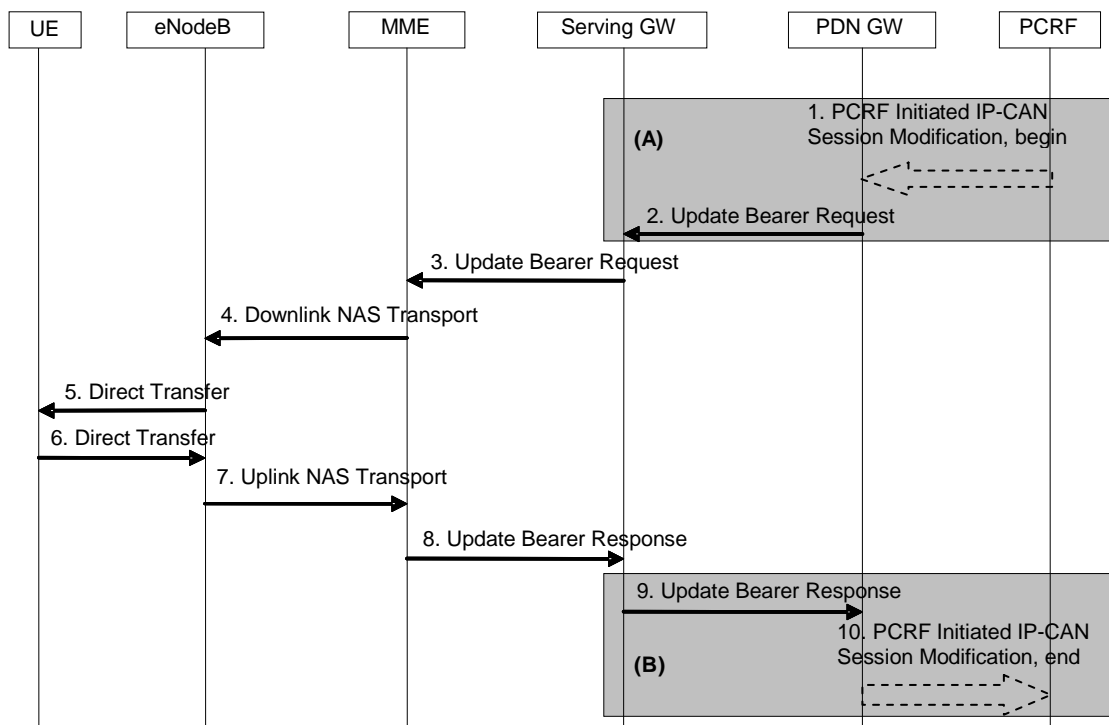 UE
eNodeB
MME
Serving GW
PDN GW
PCRF
(A)
1. PCRF Initiated IP-CAN
Session Modification, begin
2. Update Bearer Request
3. Update Bearer Request
4. Downlink NAS Transport
5. Direct Transfer
6. Direct Transfer
7. Uplink NAS Transport
8. Update Bearer Response
9. Update Bearer Response
10. PCRF Initiated IP-CAN
Session Modification, end
(B)